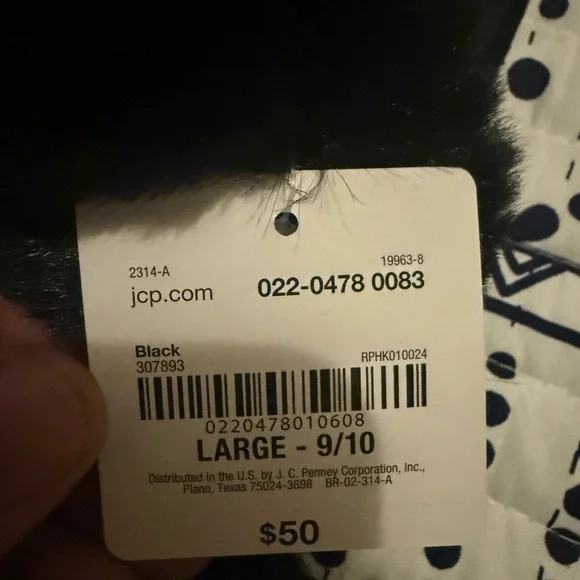 2314-A 19963-8
jcp.com 022-0478 0083
Black
307893 RPHK010024
0220478010608
LARGE - 9/10
Distributed in the U.S. by J. C. Penney Corporation, Inc.,
Plano, Texas 75024-3698 BR-02-314-A
$50